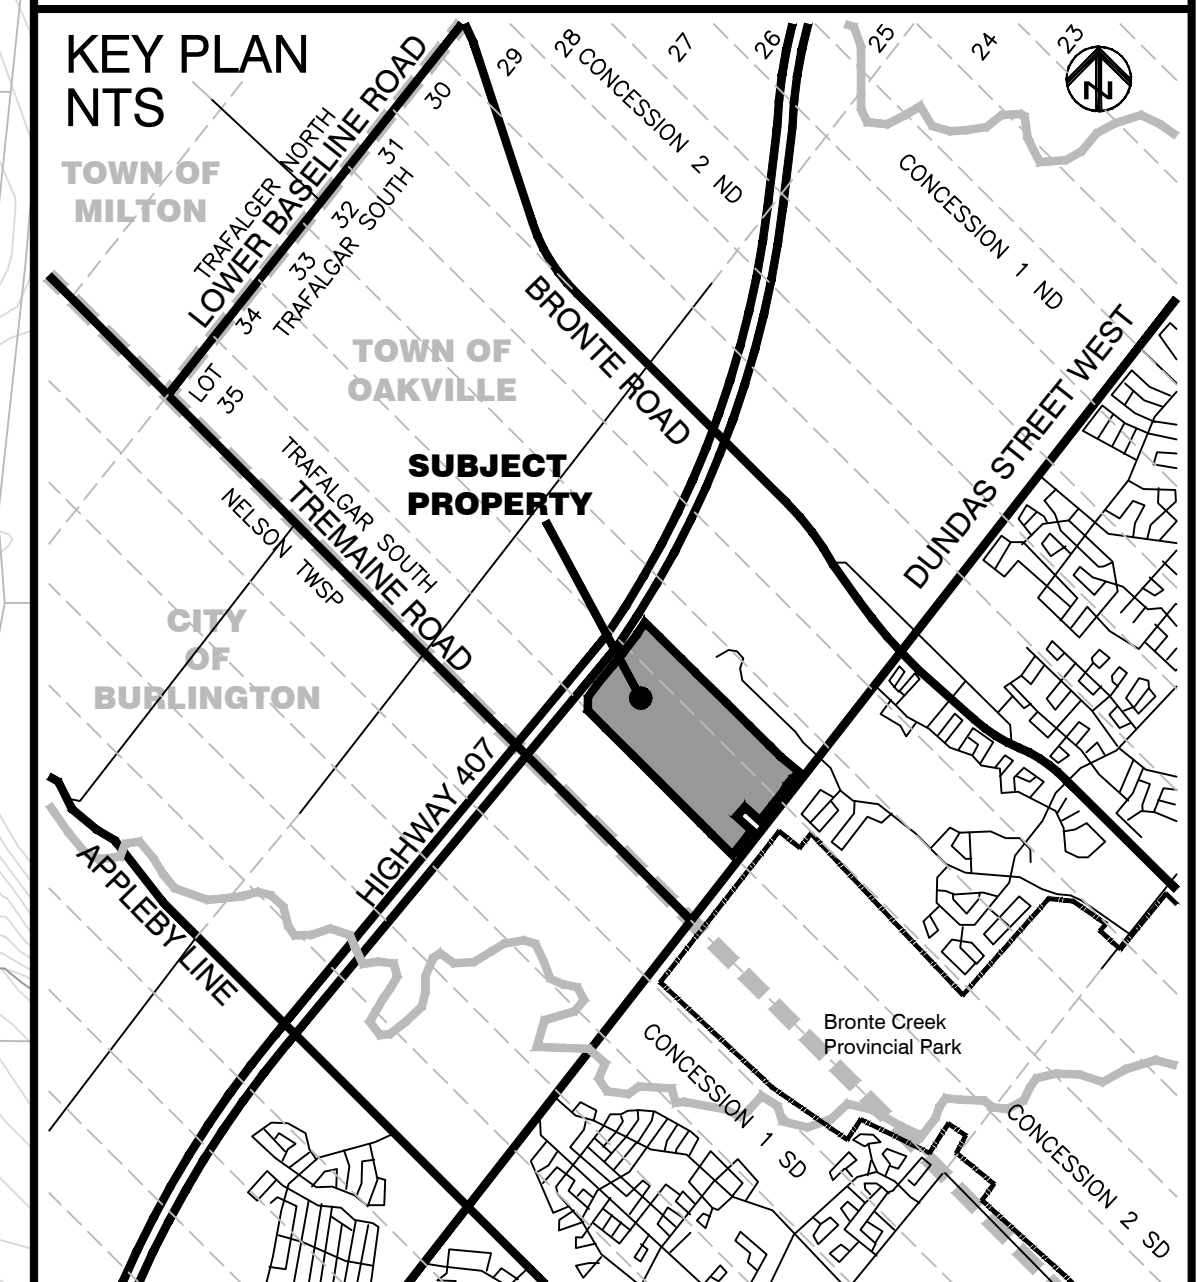 KEY PLAN
NTS
29
28
27
26
25
24
23
N
30
CONCESSION 2 ND
TRAFALGER NORTH
LOWER BASELINE ROAD
31
TOWN OF
MILTON
CONCESSION 1 ND
32
TRAFALGAR SOUTH
33
34
LOT
35
BRONTE ROAD
TOWN OF
OAKVILLE
DUNDAS STREET WEST
SUBJECT
PROPERTY
TRAFALGAR SOUTH
TREMAINE ROAD
NELSON TWSP
CITY
OF
BURLINGTON
HIGHWAY 407
APPLEBY LINE
Bronte Creek
Provincial Park
CONCESSION 1 SD
CONCESSION 2 SD